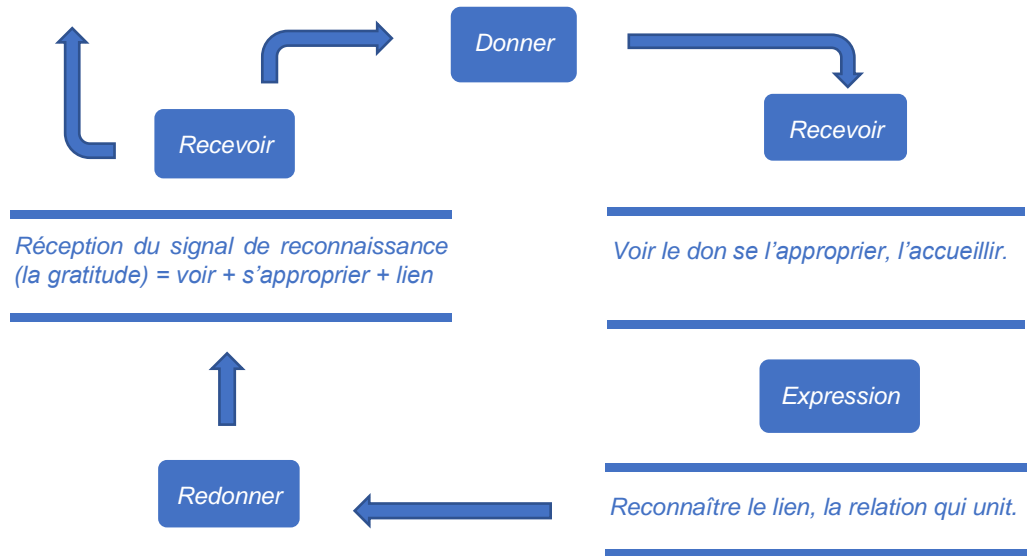 Donner
Recevoir
Recevoir
Réception du signal de reconnaissance
(la gratitude) = voir + s’approprier + lien
Voir le don se l’approprier, l’accueillir.
Expression
Redonner
Reconnaître le lien, la relation qui unit.